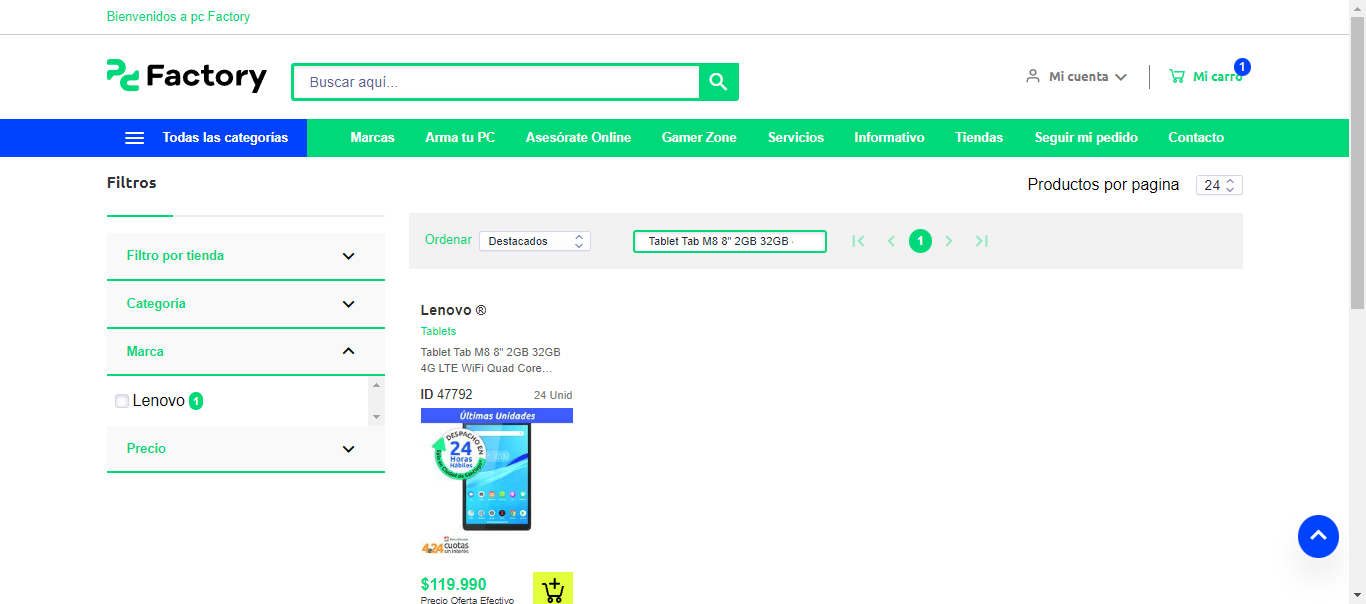 Bienvenidos a pc Factory
pc Factory
Buscar aquí...
Mi cuenta
Mi carro
1
Todas las categorías
Marcas
Arma tu PC
Asesórate Online
Gamer Zone
Servicios
Informativo
Tiendas
Seguir mi pedido
Contacto
Filtros
Productos por pagina 24
Filtro por tienda
Categoría
Marca
Lenovo 1
Precio
Ordenar Destacados
Tablet Tab M8 8" 2GB 32GB
1
Lenovo ®
Tablets
Tablet Tab M8 8" 2GB 32GB
4G LTE WiFi Quad Core...
ID 47792 24 Unid
Últimas Unidades
DESPACHO EN
24
Horas
Hábiles
cuotas
sin interés
$119.990
Precio Oferta Efectivo